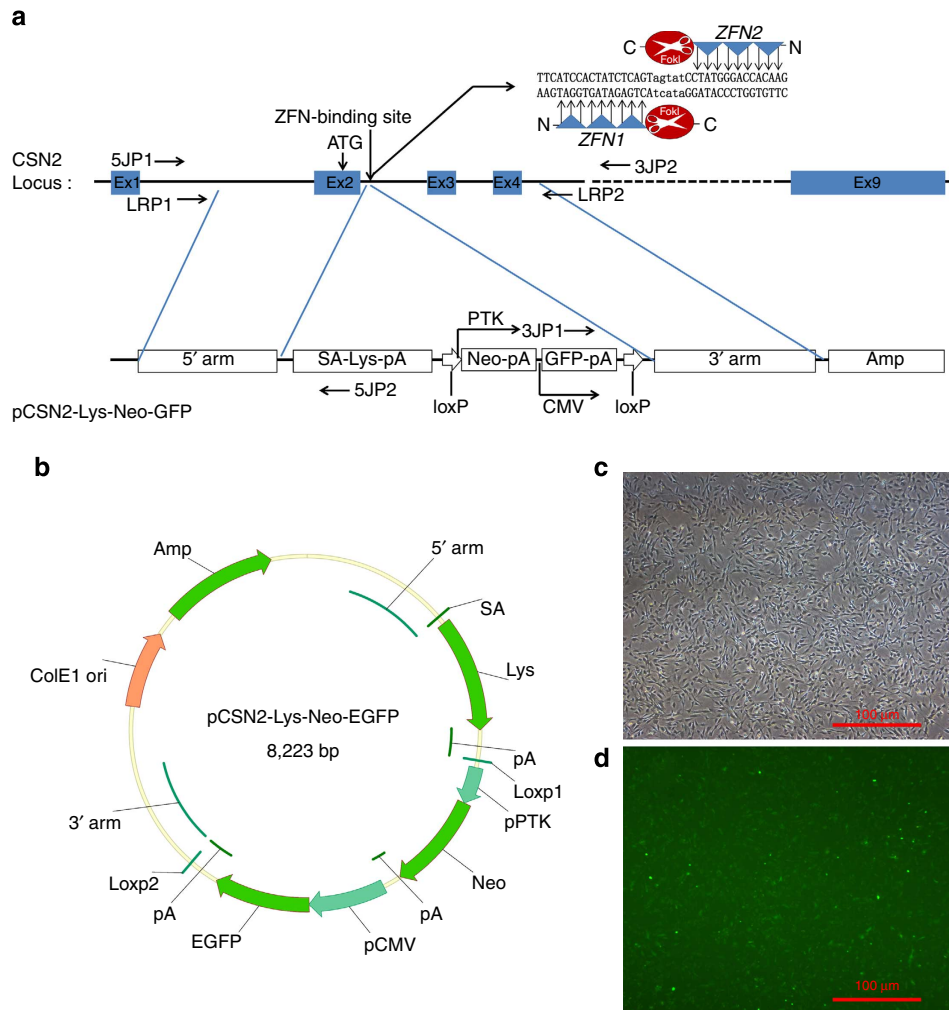 a
C FokI ZFN2 N
TTCATCCACTATCTCAGTagtatCCTATGGGACCACAAG
AAGTAGGTGATAGAGTCAtcataGGATACCCTGGTGTTC
N ZFN1 FokI C
ZFN-binding site
ATG
CSN2
Locus :
5JP1
3JP2
Ex1 Ex2 Ex3 Ex4 Ex9
LRP1 LRP2
PTK
3JP1
5′ arm SA-Lys-pA Neo-pA GFP-pA 3′ arm Amp
5JP2
loxP CMV loxP
pCSN2-Lys-Neo-GFP
b
Amp
5′ arm
SA
Lys
ColE1 ori
pCSN2-Lys-Neo-EGFP
8,223 bp
pA
Loxp1
pPTK
3′ arm
Neo
Loxp2
pA
pA
EGFP
pCMV
c
100 μm
d
100 μm